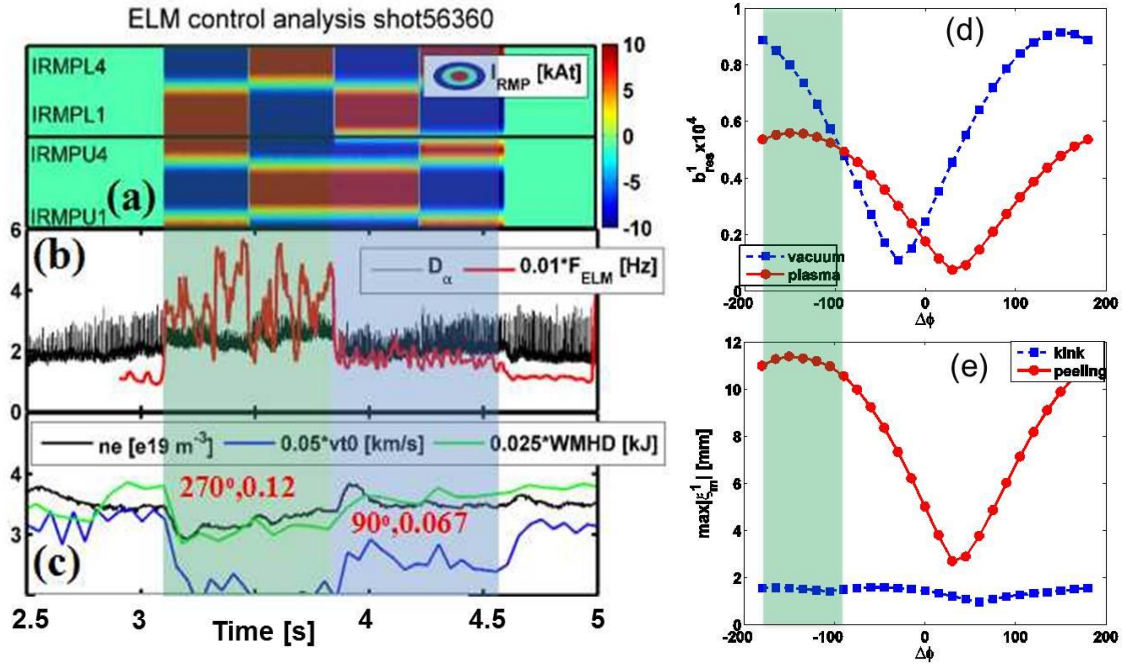 ELM control analysis shot56360
IRMPL4
IRMPL1
IRMPU4
IRMPU1
(a)
I_RMP [kAt]
10
5
0
-5
-10
(b)
D_α 0.01*F_ELM [Hz]
6
4
2
0
(c)
ne [e19 m^-3] 0.05*vt0 [km/s] 0.025*WMHD [kJ]
270°,0.12
90°,0.067
4
3
2.5 3 3.5 4 4.5 5
Time [s]
(d)
1
0.8
0.6
0.4
0.2
0
b^1_res x10^4
vacuum
plasma
-200 -100 0 100 200
Δϕ
(e)
12
10
8
6
4
2
0
max|ξ^1_m| [mm]
kink
peeling
-200 -100 0 100 200
Δϕ